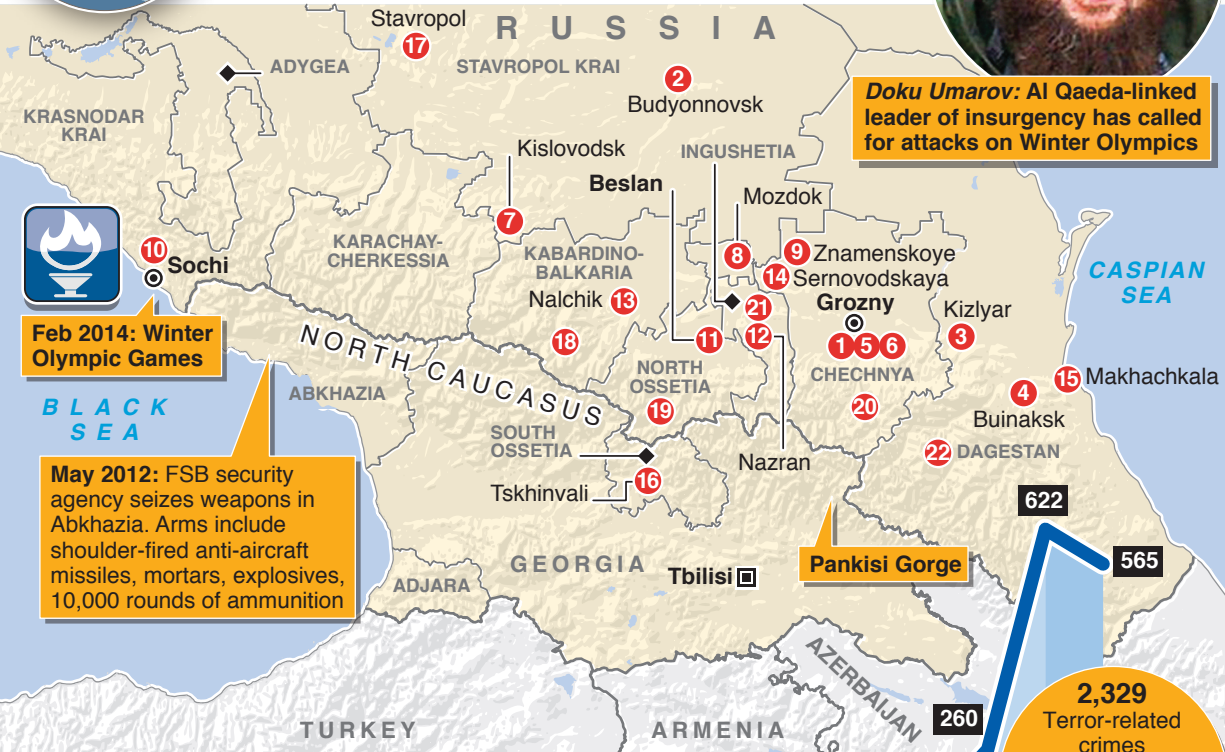 Stavropol
17
RUSSIA
ADYGEA
STAVROPOL KRAI
2
Budyonnovsk
Doku Umarov: Al Qaeda-linked
leader of insurgency has called
for attacks on Winter Olympics
KRASNODAR
KRAI
Kislovodsk
INGUSHETIA
Beslan
Mozdok
7
10
Sochi
KARACHAY-
CHERKESSIA
KABARDINO-
BALKARIA
8
9 Znamenskoye
14 Sernovodskaya
CASPIAN
SEA
Nalchik 13
21
Grozny
Kizlyar
Feb 2014: Winter
Olympic Games
NORTH CAUCASUS
18
11
12
1 5 6
3
NORTH
OSSETIA
CHECHNYA
ABKHAZIA
15 Makhachkala
4
Buinaksk
BLACK
SEA
19
20
SOUTH
OSSETIA
Nazran
22 DAGESTAN
May 2012: FSB security
agency seizes weapons in
Abkhazia. Arms include
shoulder-fired anti-aircraft
missiles, mortars, explosives,
10,000 rounds of ammunition
Tskhinvali
16
622
565
GEORGIA
Pankisi Gorge
Tbilisi
ADJARA
AZERBAIJAN
TURKEY
ARMENIA
260
2,329
Terror-related
crimes